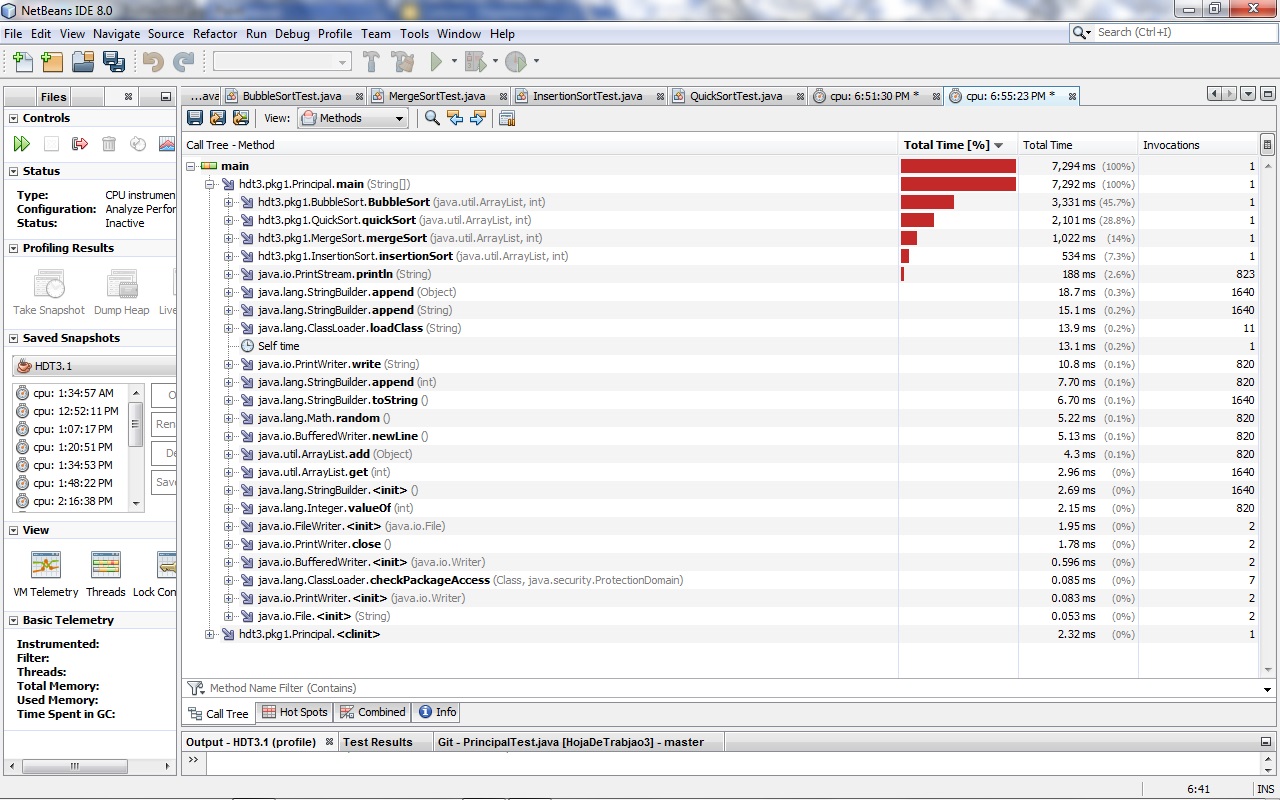 NetBeans IDE 8.0
File Edit View Navigate Source Refactor Run Debug Profile Team Tools Window Help
Search (Ctrl+I)
Files
...ava BubbleSortTest.java MergeSortTest.java InsertionSortTest.java QuickSortTest.java cpu: 6:51:30 PM * cpu: 6:55:23 PM *
Controls
View: Methods
Status
Type: CPU instrumen
Configuration: Analyze Perfor
Status: Inactive
Profiling Results
Take Snapshot Dump Heap Live
Saved Snapshots
HDT3.1
cpu: 1:34:57 AM
cpu: 12:52:11 PM
cpu: 1:07:17 PM
cpu: 1:20:51 PM
cpu: 1:34:53 PM
cpu: 1:48:22 PM
cpu: 2:16:38 PM
O
Ren
De
Save
View
VM Telemetry Threads Lock Con
Basic Telemetry
Instrumented:
Filter:
Threads:
Total Memory:
Used Memory:
Time Spent in GC:
Call Tree - Method Total Time [%] Total Time Invocations
main 7,294 ms (100%) 1
hdt3.pkg1.Principal.main (String[]) 7,292 ms (100%) 1
hdt3.pkg1.BubbleSort.BubbleSort (java.util.ArrayList, int) 3,331 ms (45.7%) 1
hdt3.pkg1.QuickSort.quickSort (java.util.ArrayList, int) 2,101 ms (28.8%) 1
hdt3.pkg1.MergeSort.mergeSort (java.util.ArrayList, int) 1,022 ms (14%) 1
hdt3.pkg1.InsertionSort.insertionSort (java.util.ArrayList, int) 534 ms (7.3%) 1
java.io.PrintStream.println (String) 188 ms (2.6%) 823
java.lang.StringBuilder.append (Object) 18.7 ms (0.3%) 1640
java.lang.StringBuilder.append (String) 15.1 ms (0.2%) 1640
java.lang.ClassLoader.loadClass (String) 13.9 ms (0.2%) 11
Self time 13.1 ms (0.2%) 1
java.io.PrintWriter.write (String) 10.8 ms (0.1%) 820
java.lang.StringBuilder.append (int) 7.70 ms (0.1%) 820
java.lang.StringBuilder.toString () 6.70 ms (0.1%) 1640
java.lang.Math.random () 5.22 ms (0.1%) 820
java.io.BufferedWriter.newLine () 5.13 ms (0.1%) 820
java.util.ArrayList.add (Object) 4.3 ms (0.1%) 820
java.util.ArrayList.get (int) 2.96 ms (0%) 1640
java.lang.StringBuilder.<init> () 2.69 ms (0%) 1640
java.lang.Integer.valueOf (int) 2.15 ms (0%) 820
java.io.FileWriter.<init> (java.io.File) 1.95 ms (0%) 2
java.io.PrintWriter.close () 1.78 ms (0%) 2
java.io.BufferedWriter.<init> (java.io.Writer) 0.596 ms (0%) 2
java.lang.ClassLoader.checkPackageAccess (Class, java.security.ProtectionDomain) 0.085 ms (0%) 7
java.io.PrintWriter.<init> (java.io.Writer) 0.083 ms (0%) 2
java.io.File.<init> (String) 0.053 ms (0%) 2
hdt3.pkg1.Principal.<clinit> 2.32 ms (0%) 1
Method Name Filter (Contains)
Call Tree Hot Spots Combined Info
Output - HDT3.1 (profile) Test Results Git - PrincipalTest.java [HojaDeTrabjao3] - master
>>
6:41 INS